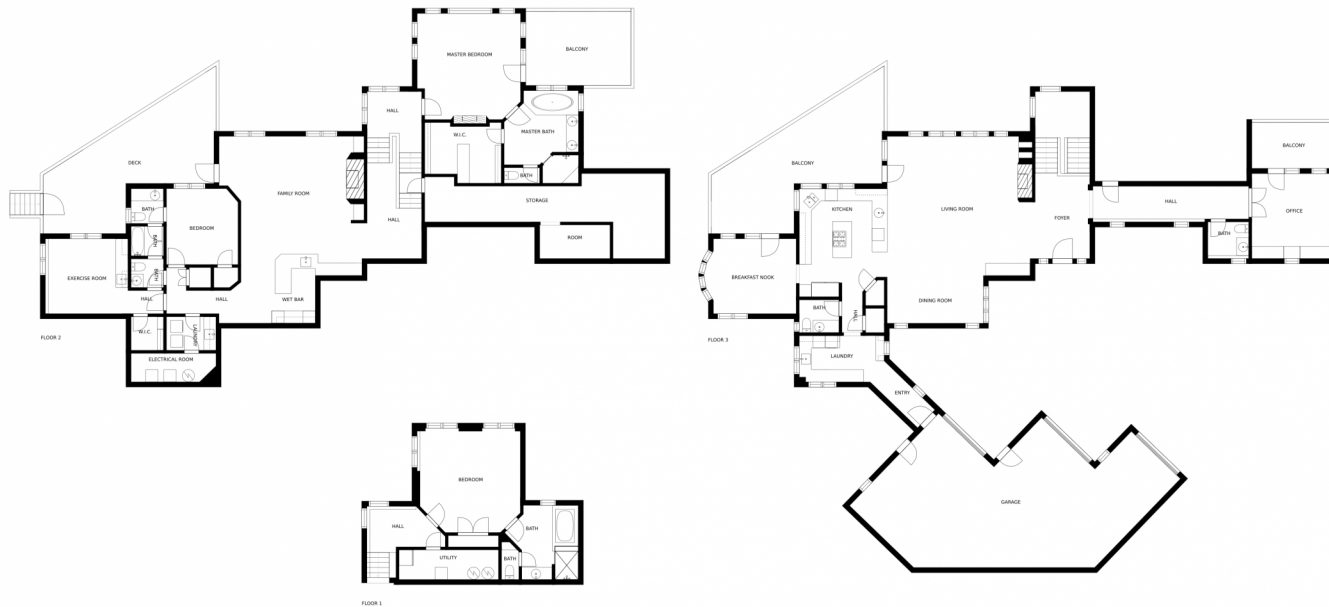 MASTER BEDROOM
BALCONY
HALL
W.I.C.
MASTER BATH
BATH
DECK
FAMILY ROOM
STORAGE
BATH
BEDROOM
HALL
ROOM
BATH
EXERCISE ROOM
BATH
HALL
HALL
WET BAR
W.I.C.
LAUNDRY
FLOOR 2
ELECTRICAL ROOM
BALCONY
BALCONY
KITCHEN
LIVING ROOM
FOYER
HALL
OFFICE
BATH
BREAKFAST NOOK
DINING ROOM
BATH
HALL
FLOOR 3
LAUNDRY
ENTRY
GARAGE
BEDROOM
HALL
BATH
UTILITY
BATH
FLOOR 1